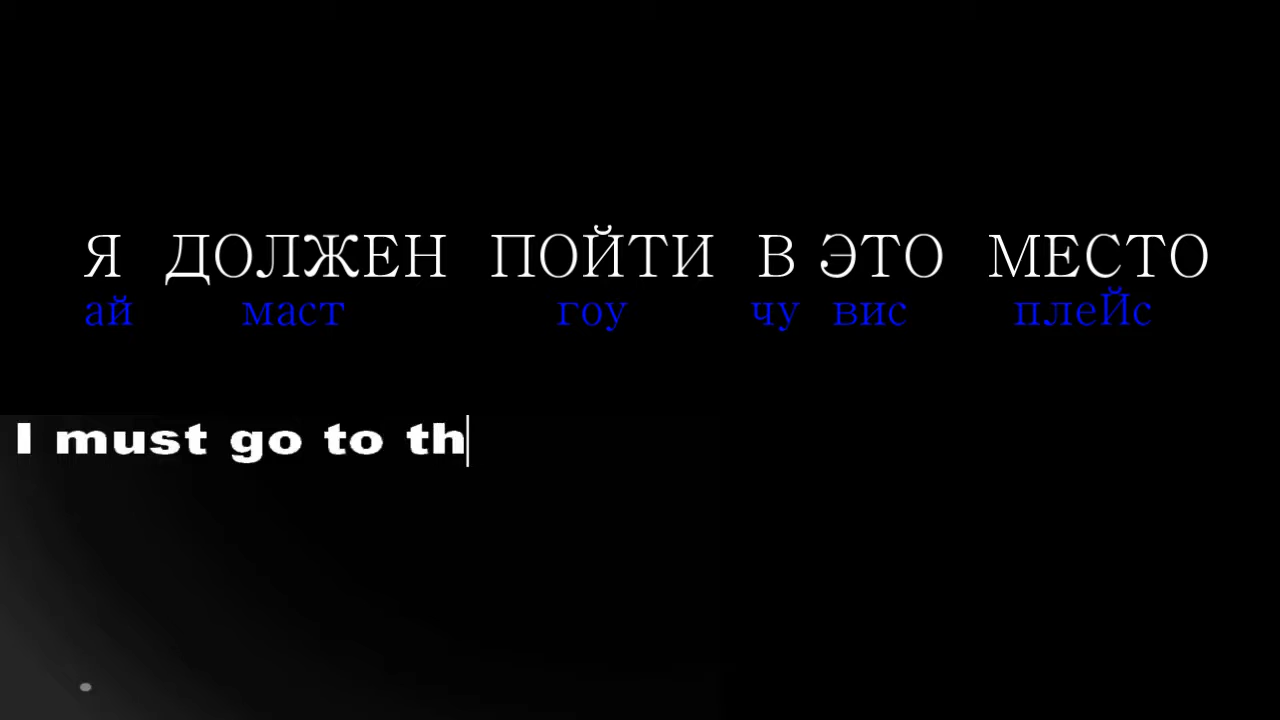 Я ДОЛЖЕН ПОЙТИ В ЭТО МЕСТО
ай маст гоу чу вис плеЙс
I must go to th